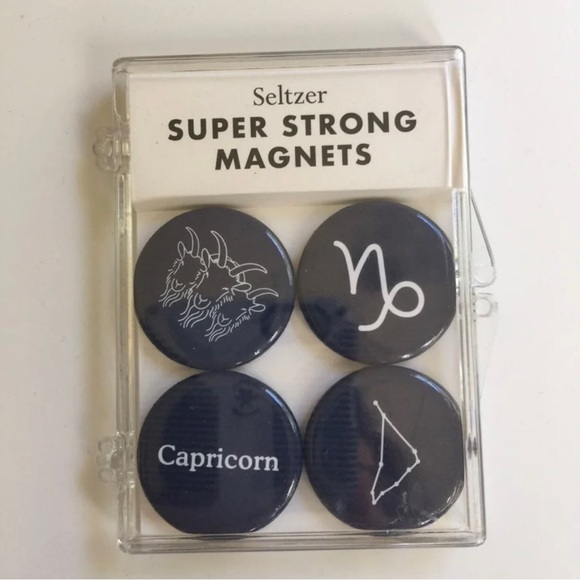 Seltzer
SUPER STRONG
MAGNETS
Capricorn